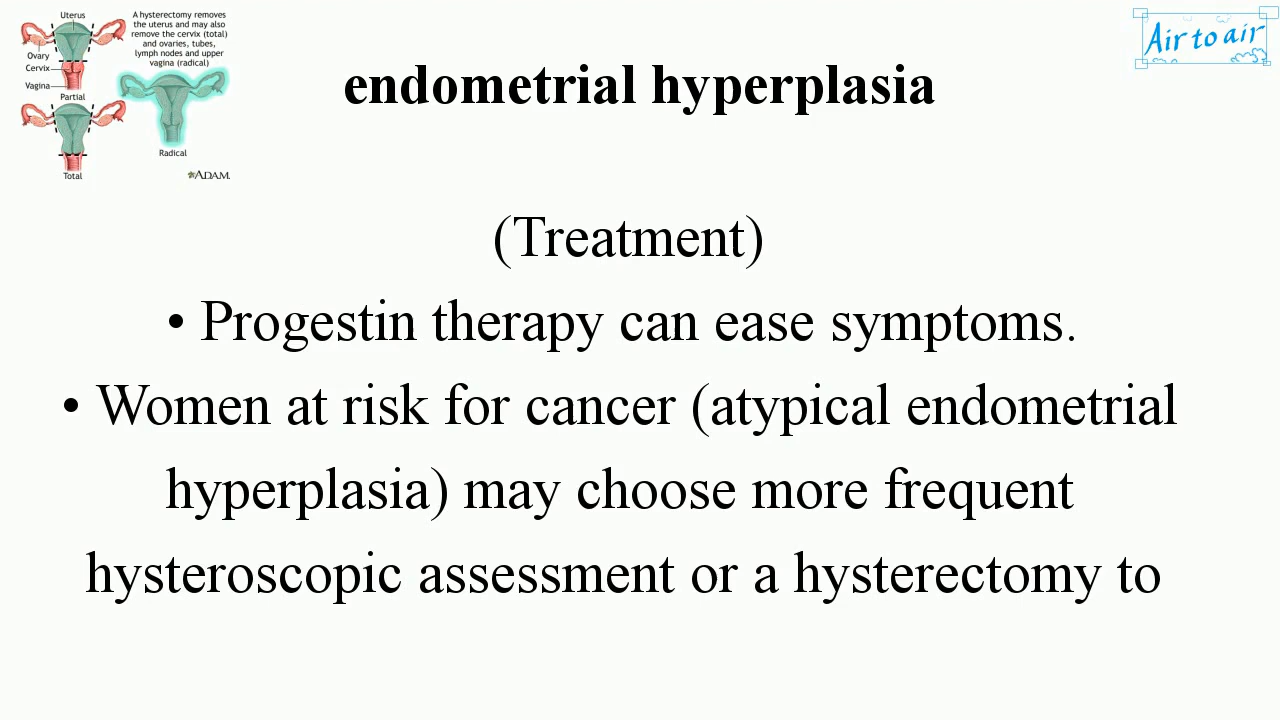 Uterus
Ovary
Cervix
Vagina
Partial
Total
A hysterectomy removes
the uterus and may also
remove the cervix (total)
and ovaries, tubes,
lymph nodes and upper
vagina (radical)
Radical
ADAM.
Air to air
endometrial hyperplasia
(Treatment)
• Progestin therapy can ease symptoms.
• Women at risk for cancer (atypical endometrial
hyperplasia) may choose more frequent
hysteroscopic assessment or a hysterectomy to